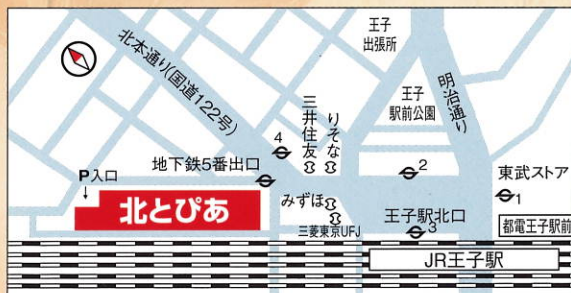 王子
出張所
北本通り(国道122号)
明治通り
三井住友
りそな
王子
駅前公園
4
2
地下鉄5番出口
東武ストア
1
P入口
北とぴあ
みずほ
三菱東京UFJ
王子駅北口
3
都電王子駅前
JR王子駅